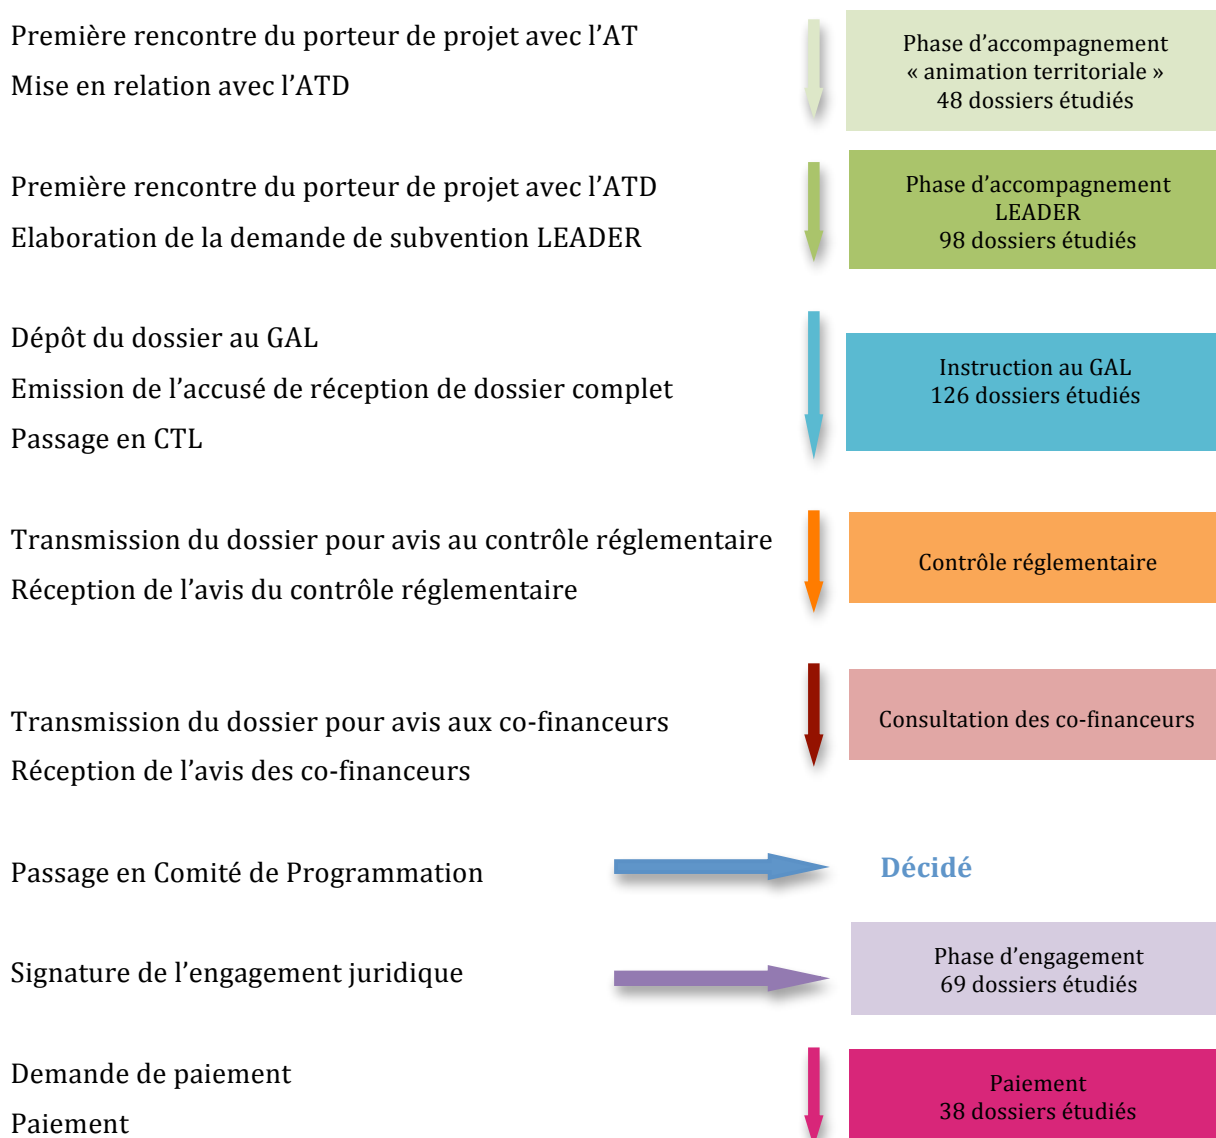 Première rencontre du porteur de projet avec l’AT
Mise en relation avec l’ATD
Phase d’accompagnement
« animation territoriale »
48 dossiers étudiés
Première rencontre du porteur de projet avec l’ATD
Elaboration de la demande de subvention LEADER
Phase d’accompagnement
LEADER
98 dossiers étudiés
Dépôt du dossier au GAL
Emission de l’accusé de réception de dossier complet
Passage en CTL
Instruction au GAL
126 dossiers étudiés
Transmission du dossier pour avis au contrôle réglementaire
Réception de l’avis du contrôle réglementaire
Contrôle réglementaire
Transmission du dossier pour avis aux co-financeurs
Réception de l’avis des co-financeurs
Consultation des co-financeurs
Passage en Comité de Programmation
Décidé
Signature de l’engagement juridique
Phase d’engagement
69 dossiers étudiés
Demande de paiement
Paiement
Paiement
38 dossiers étudiés